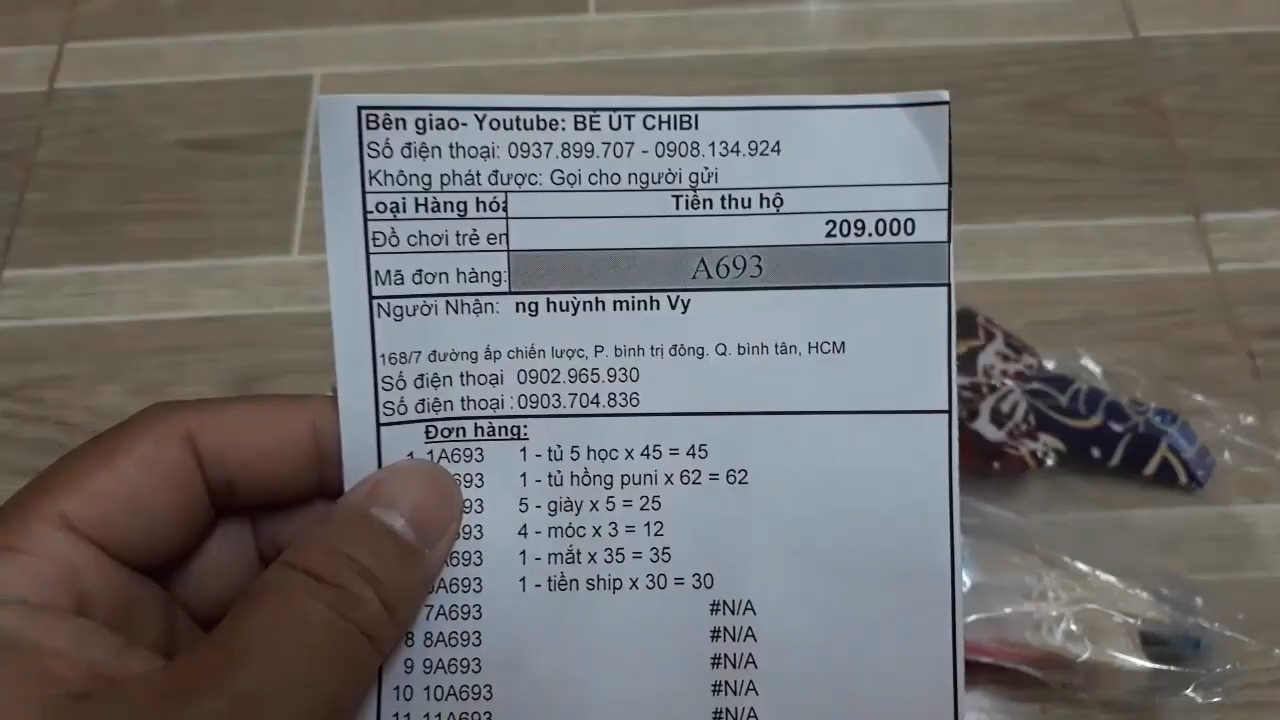 Bên giao- Youtube: BÉ ÚT CHIBI
Số điện thoại: 0937.899.707 - 0908.134.924
Không phát được: Gọi cho người gửi
Loại Hàng hóa Tiền thu hộ
Đồ chơi trẻ em 209.000
Mã đơn hàng: A693
Người Nhận: ng huỳnh minh Vy
168/7 đường ấp chiến lược, P. bình trị đông. Q. bình tân, HCM
Số điện thoại 0902.965.930
Số điện thoại : 0903.704.836
Đơn hàng:
1 1A693 1 - tủ 5 học x 45 = 45
93 1 - tủ hồng puni x 62 = 62
93 5 - giày x 5 = 25
93 4 - móc x 3 = 12
A693 1 - mắt x 35 = 35
6A693 1 - tiền ship x 30 = 30
7A693 #N/A
8 8A693 #N/A
9 9A693 #N/A
10 10A693 #N/A
11 11A693 #N/A